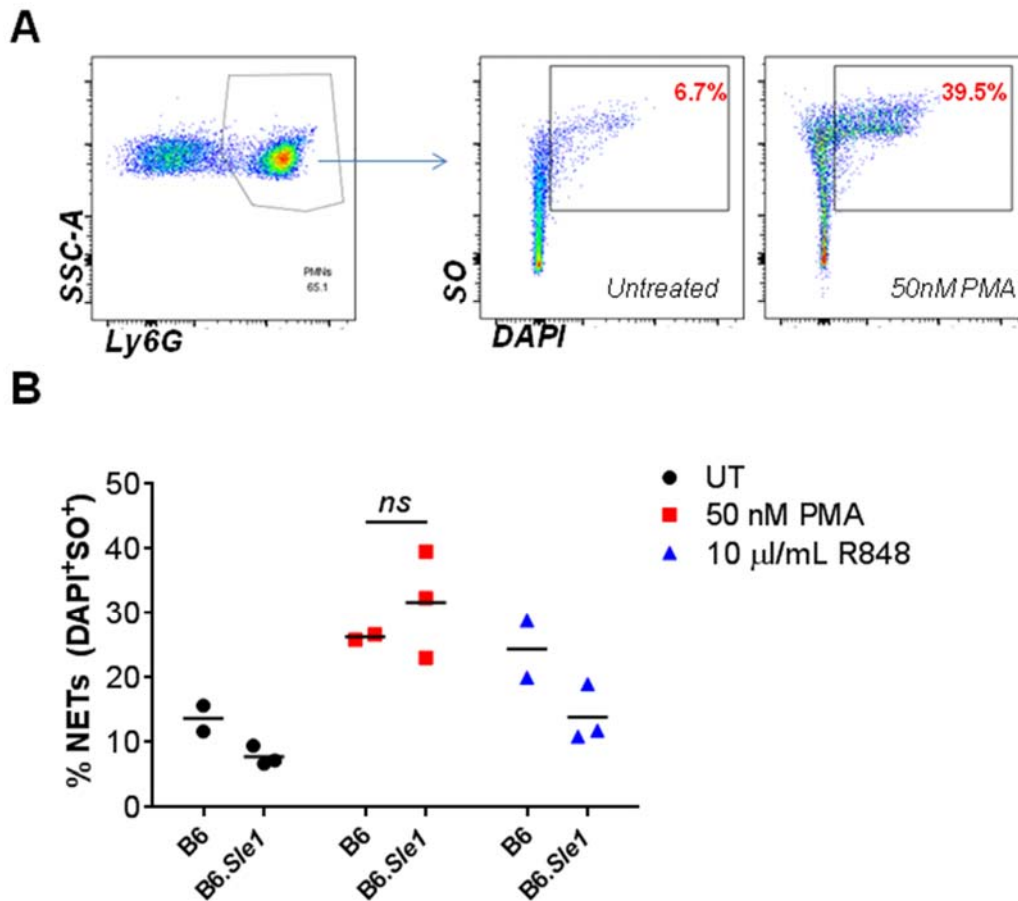 A
SSC-A
PMNs
65.1
Ly6G
SO
6.7%
Untreated
DAPI
39.5%
50nM PMA
B
% NETs (DAPI⁺SO⁺)
50
40
30
20
10
0
ns
UT
50 nM PMA
10 µl/mL R848
B6
B6.Sle1
B6
B6.Sle1
B6
B6.Sle1